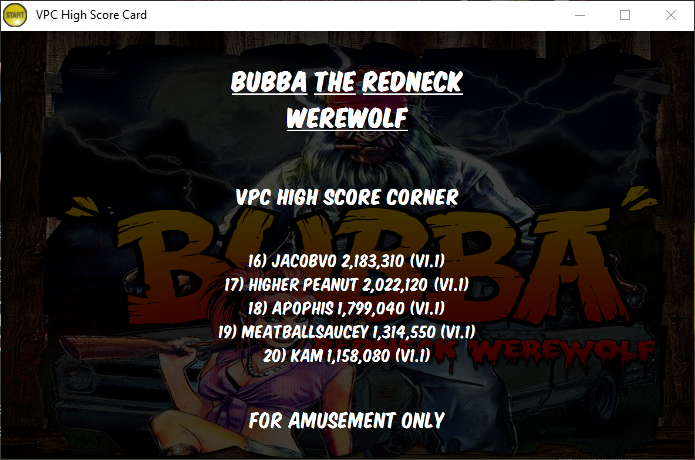 START
VPC High Score Card
BUBBA THE REDNECK
WEREWOLF
VPC HIGH SCORE CORNER
BUBBA
16) JACOBVO 2,183,310 (V1.1)
17) HIGHER PEANUT 2,022,120 (V1.1)
18) APOPHIS 1,799,040 (V1.1)
19) MEATBALLSAUCEY 1,314,550 (V1.1)
REDNECK WEREWOLF
20) KAM 1,158,080 (V1.1)
FOR AMUSEMENT ONLY